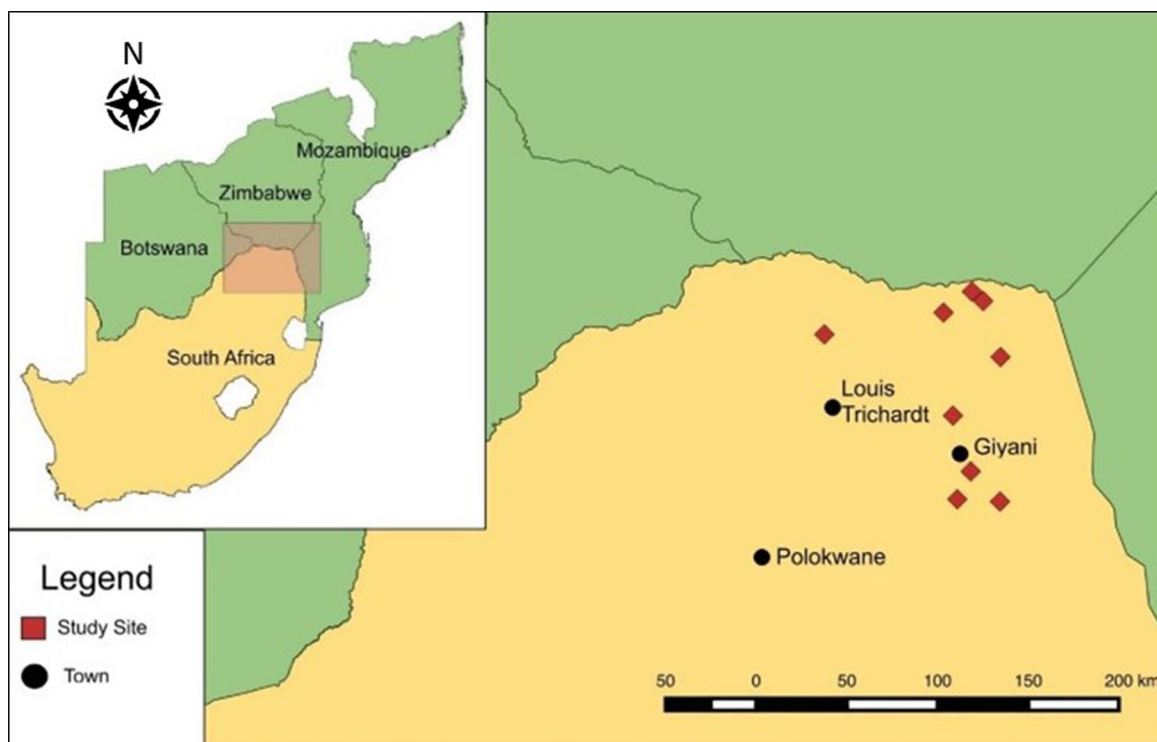 N
Mozambique
Zimbabwe
Botswana
South Africa
Louis
Trichardt
Giyani
Polokwane
Legend
Study Site
Town
50 0 50 100 150 200 km